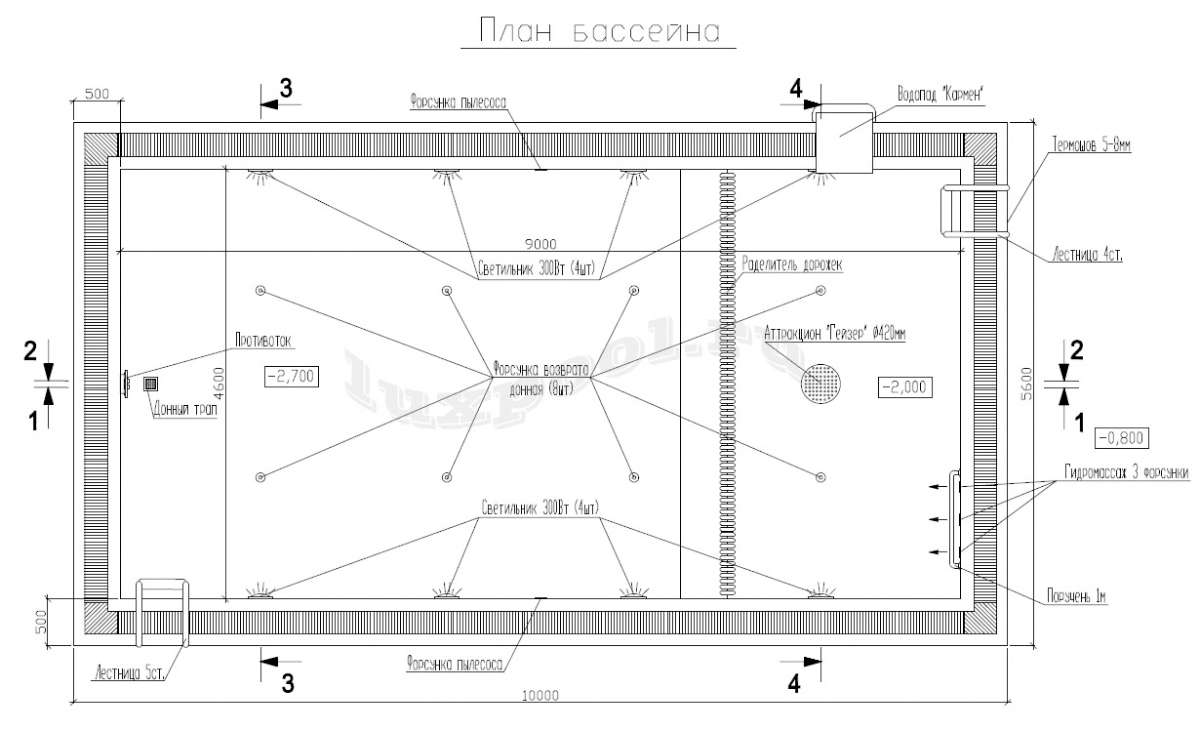 План бассейна
500
3
Форсунка пылесоса
4
Водопад "Кармен"
Термошов 5-8мм
9000
Светильник 300Вт (4шт)
Раделитель дорожек
Лестница 4ст.
Аттракцион "Гейзер" Ø420мм
2
Противоток
-2,700
4600
Форсунка возврата
донная (8шт)
luxpool.ru
-2,000
5600
2
1
Донный трап
1
-0,800
Гидромассаж 3 форсунки
Светильник 300Вт (4шт)
Поручень 1м
500
Лестница 5ст.
3
Форсунка пылесоса
4
10000